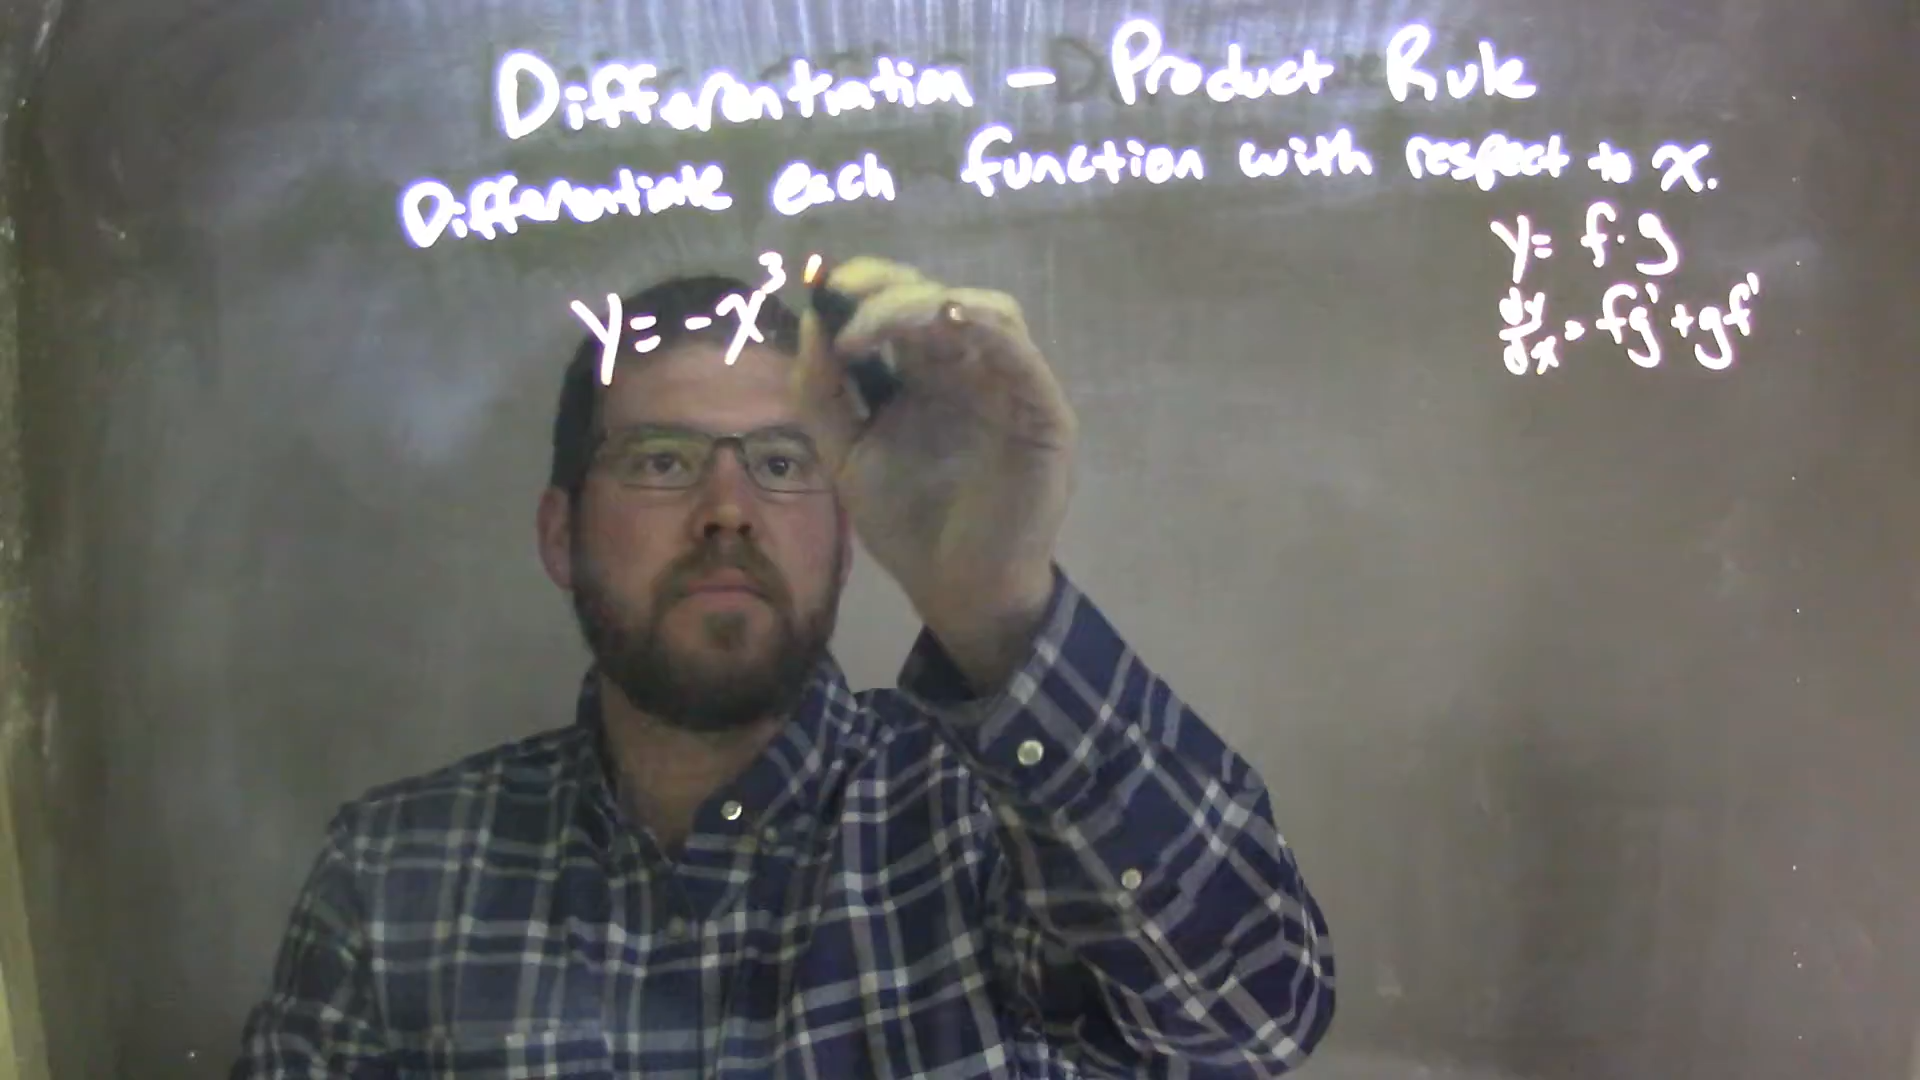 Differentiation - Product Rule
Differentiate each function with respect to x.
y = f·g
dy/dx = fg' + gf'
y = -x³ (